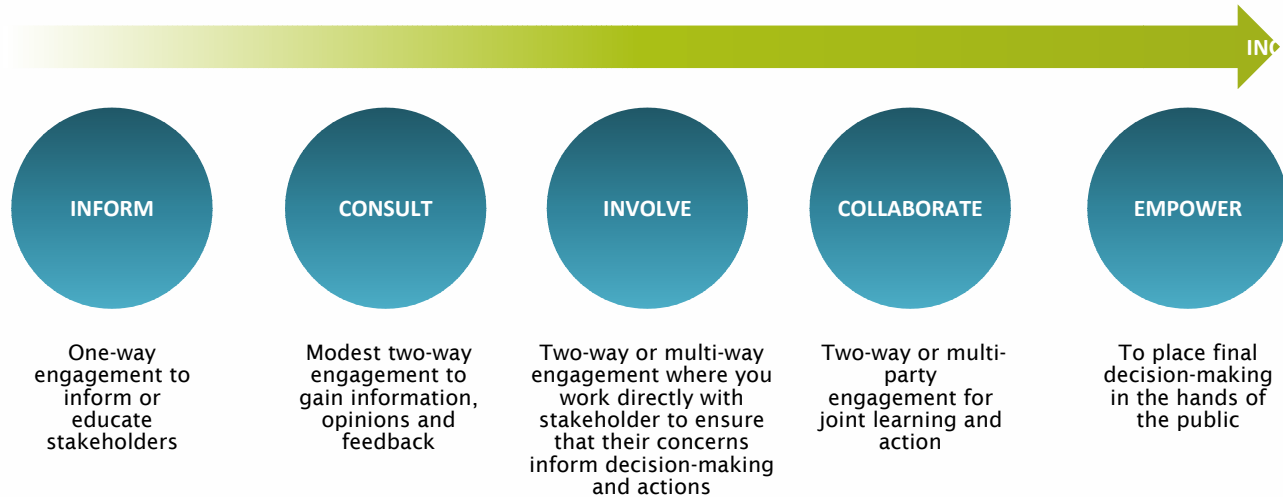 INFORM
CONSULT
INVOLVE
COLLABORATE
EMPOWER
One-way
engagement to
inform or
educate
stakeholders
Modest two-way
engagement to
gain information,
opinions and
feedback
Two-way or multi-way
engagement where you
work directly with
stakeholder to ensure
that their concerns
inform decision-making
and actions
Two-way or multi-
party
engagement for
joint learning and
action
To place final
decision-making
in the hands of
the public